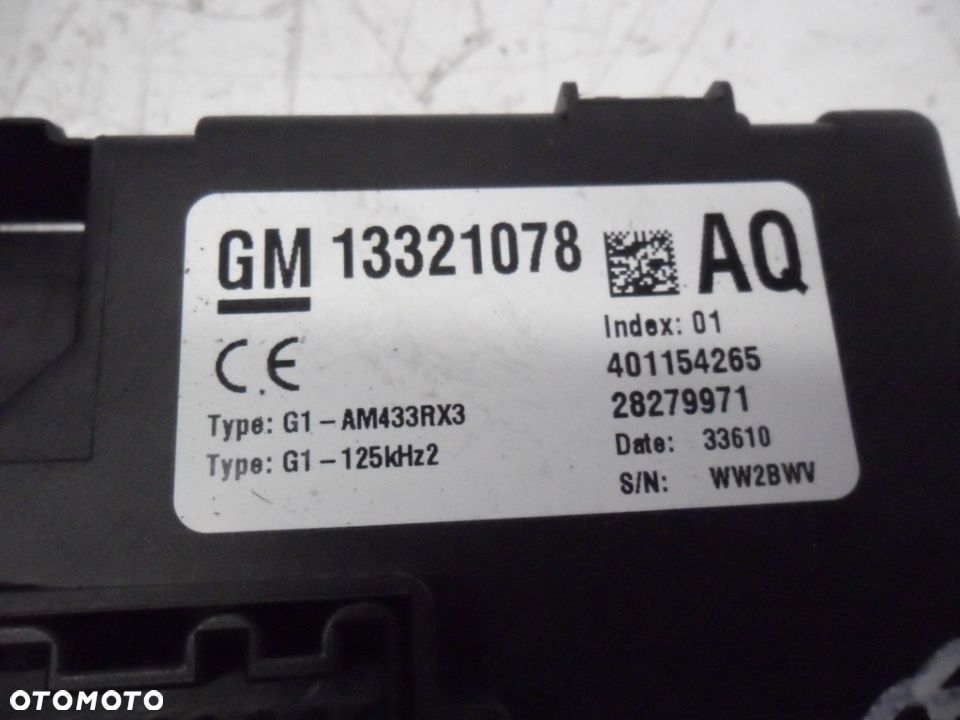 GM 13321078 AQ
CE
Index: 01
401154265
28279971
Type: G1-AM433RX3
Type: G1-125kHz2
Date: 33610
S/N: WW2BWV
OTOMOTO